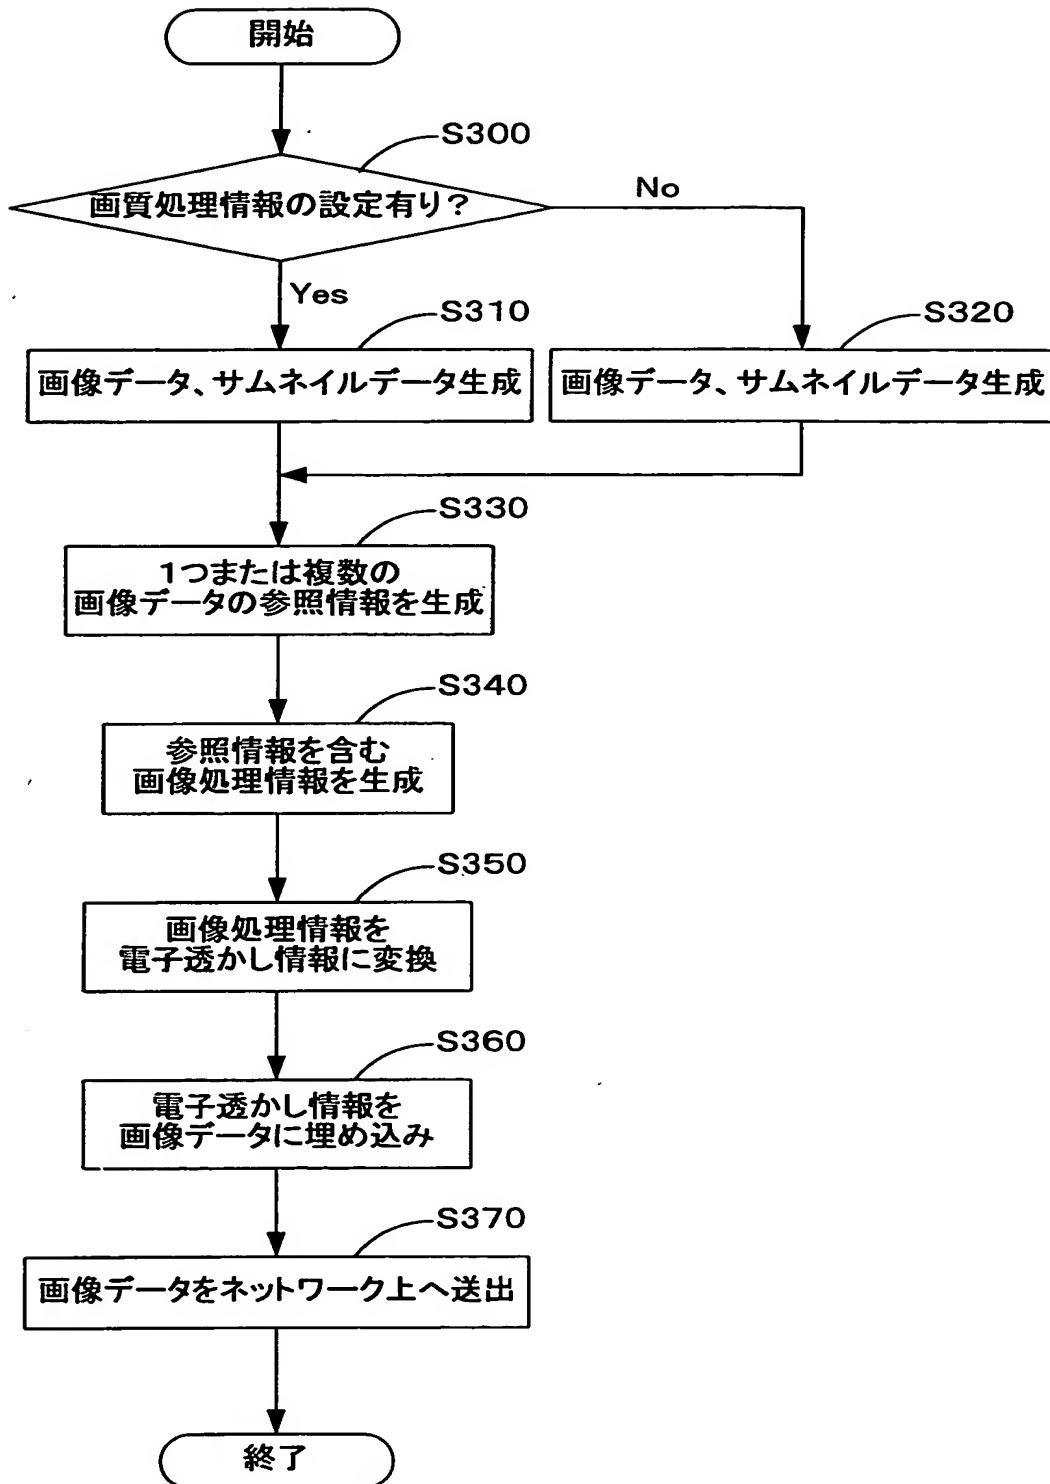 開始
S300
画質処理情報の設定有り?
No
Yes
S310
画像データ、サムネイルデータ生成
S320
画像データ、サムネイルデータ生成
S330
1つまたは複数の
画像データの参照情報を生成
S340
参照情報を含む
画像処理情報を生成
S350
画像処理情報を
電子透かし情報に変換
S360
電子透かし情報を
画像データに埋め込み
S370
画像データをネットワーク上へ送出
終了